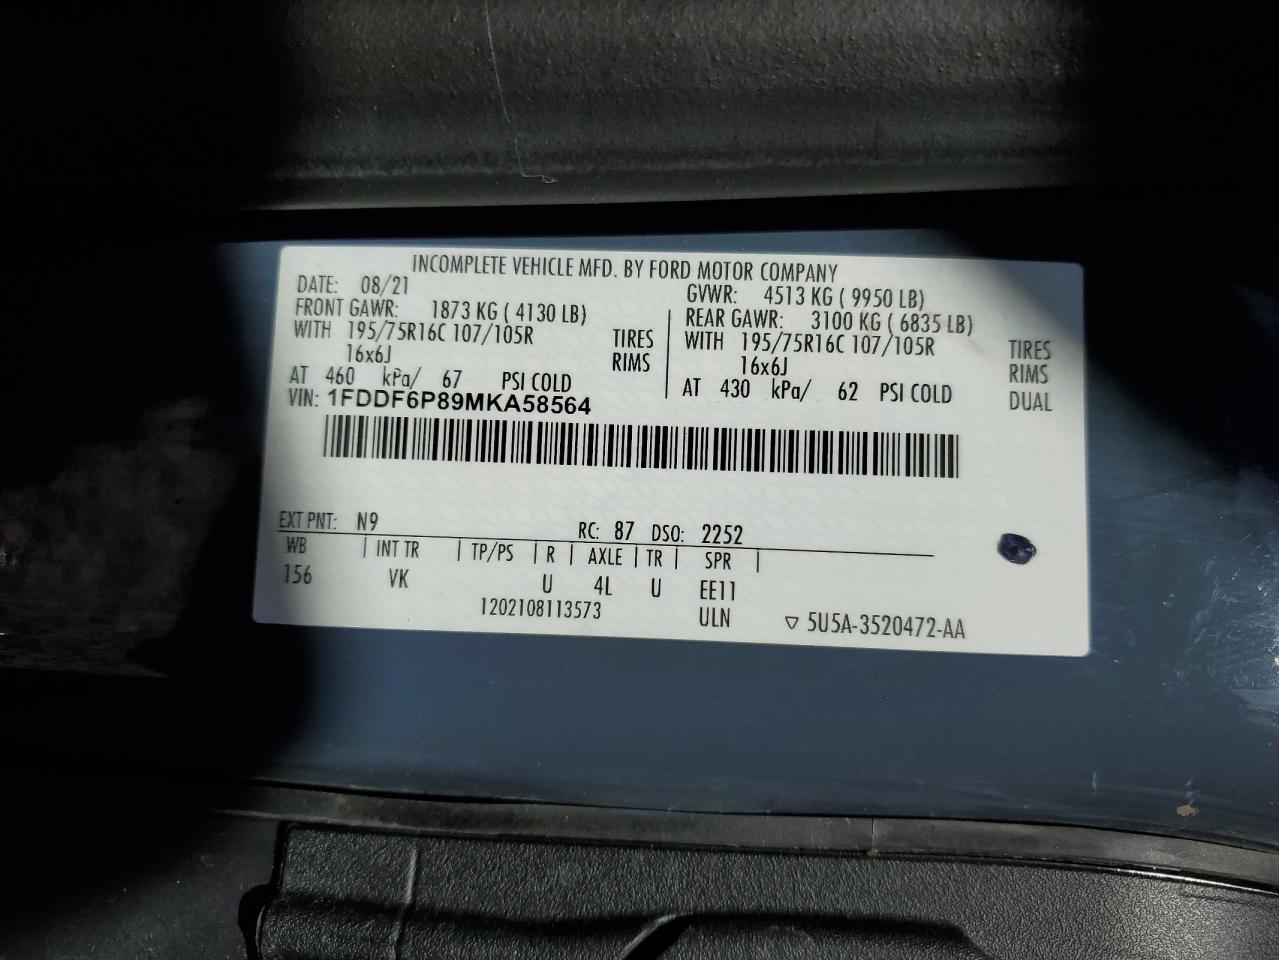 INCOMPLETE VEHICLE MFD. BY FORD MOTOR COMPANY
DATE: 08/21
GVWR: 4513 KG ( 9950 LB)
FRONT GAWR: 1873 KG ( 4130 LB)
REAR GAWR: 3100 KG ( 6835 LB)
WITH 195/75R16C 107/105R TIRES
WITH 195/75R16C 107/105R TIRES
16x6J RIMS
16x6J RIMS
AT 460 kPa/ 67 PSI COLD
AT 430 kPa/ 62 PSI COLD DUAL
VIN: 1FDDF6P89MKA58564
EXT PNT: N9 RC: 87 DSO: 2252
WB | INT TR | TP/PS | R | AXLE | TR | SPR |
156 VK U 4L U EE11
1202108113573 ULN ▽ 5U5A-3520472-AA